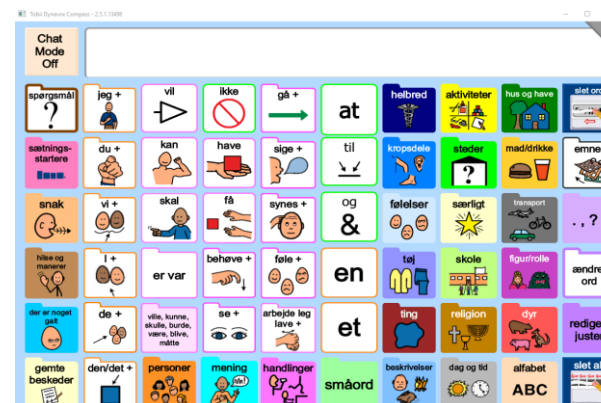 Tobii Dynavox Compass - 2.5.1.13498
Chat
Mode
Off
spørgsmål
?
jeg +
vil
ikke
gå +
at
helbred
aktiviteter
hus og have
slet ord
sætnings-
startere
du +
kan
have
sige +
til
kropsdele
steder
?
mad/drikke
emne
snak
vi +
skal
få
synes +
og
&
følelser
særligt
transport
. , ?
hilse og
manerer
I +
er var
behøve +
føle +
en
tøj
skole
figur/rolle
ændre
ord
der er noget
galt
de +
ville, kunne,
skulle, burde,
være, blive,
måtte
se +
arbejde leg
lave +
et
ting
religion
dyr
redige
juste
gemte
beskeder
den/det +
personer
mening
handlinger
småord
beskrivelser
dag og tid
alfabet
ABC
slet al